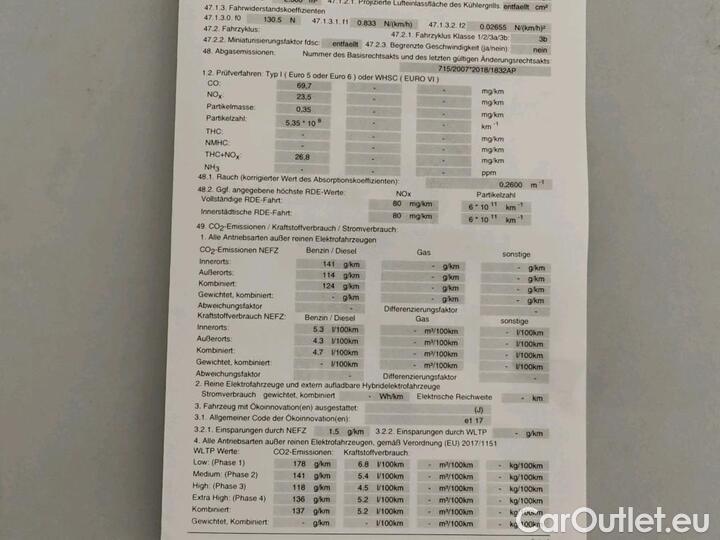 47.1.2.1. Projizierte Lufteinlassfläche des Kühlergrills: entfaellt cm²
47.1.3. Fahrwiderstandskoeffizienten
47.1.3.0. f0 130.5 N 47.1.3.1. f1 0.833 N/(km/h) 47.1.3.2. f2 0.02655 N/(km/h)²
47.2. Fahrzyklus: 47.2.1. Fahrzyklus Klasse 1/2/3a/3b: 3b
47.2.2. Miniaturisierungsfaktor fdsc: entfaellt 47.2.3. Begrenzte Geschwindigkeit (ja/nein): nein
48. Abgasemissionen: Nummer des Basisrechtsakts und des letzten gültigen Änderungsrechtsakts
715/2007*2018/1832AP
1.2. Prüfverfahren: Typ I ( Euro 5 oder Euro 6 ) oder WHSC ( EURO VI )
CO: 69,7 - - mg/km
NOx: 23,5 - - mg/km
Partikelmasse: 0,35 - - mg/km
Partikelzahl: 5,35 * 10 8 - - km -1
THC: - - - mg/km
NMHC: - - - mg/km
THC+NOx: 26,8 - - mg/km
NH3 - - - ppm
48.1. Rauch (korrigierter Wert des Absorptionskoeffizienten): 0,2600 m -1
48.2. Ggf. angegebene höchste RDE-Werte: NOx Partikelzahl
Vollständige RDE-Fahrt: 80 mg/km 6 * 10 11 km -1
Innerstädtische RDE-Fahrt: 80 mg/km 6 * 10 11 km -1
49. CO2-Emissionen / Kraftstoffverbrauch / Stromverbrauch:
1. Alle Antriebsarten außer reinen Elektrofahrzeugen
CO2-Emissionen NEFZ Benzin / Diesel Gas sonstige
Innerorts: 141 g/km - g/km - g/km
Außerorts: 114 g/km - g/km - g/km
Kombiniert: 124 g/km - g/km - g/km
Gewichtet, kombiniert: - g/km - g/km - g/km
Abweichungsfaktor - Differenzierungsfaktor -
Kraftstoffverbrauch NEFZ: Benzin / Diesel Gas sonstige
Innerorts: 5.3 l/100km - m³/100km - l/100km
Außerorts: 4.3 l/100km - m³/100km - l/100km
Kombiniert: 4.7 l/100km - m³/100km - l/100km
Gewichtet, kombiniert: - l/100km - m³/100km - l/100km
Abweichungsfaktor: - Differenzierungsfaktor -
2. Reine Elektrofahrzeuge und extern aufladbare Hybridelektrofahrzeuge
Stromverbrauch gewichtet, kombiniert - Wh/km Elektrsche Reichweite - km
3. Fahrzeug mit Ökoinnovation(en) ausgestattet: (J)
3.1. Allgemeiner Code der Ökoinnovation(en): e1 17
3.2.1. Einsparungen durch NEFZ 1.5 g/km 3.2.2. Einsparungen durch WLTP - g/km
4. Alle Antriebsarten außer reinen Elektrofahrzeugen, gemäß Verordnung (EU) 2017/1151
WLTP Werte: CO2-Emissionen: Kraftstoffverbrauch:
Low: (Phase 1) 178 g/km 6.8 l/100km - m³/100km - kg/100km
Medium: (Phase 2) 141 g/km 5.4 l/100km - m³/100km - kg/100km
High: (Phase 3) 118 g/km 4.5 l/100km - m³/100km - kg/100km
Extra High: (Phase 4) 136 g/km 5.2 l/100km - m³/100km - kg/100km
Kombiniert: 137 g/km 5.2 l/100km - m³/100km - kg/100km
Gewichtet, Kombiniert: - g/km - l/100km - m³/100km - kg/100km
CarOutlet.eu